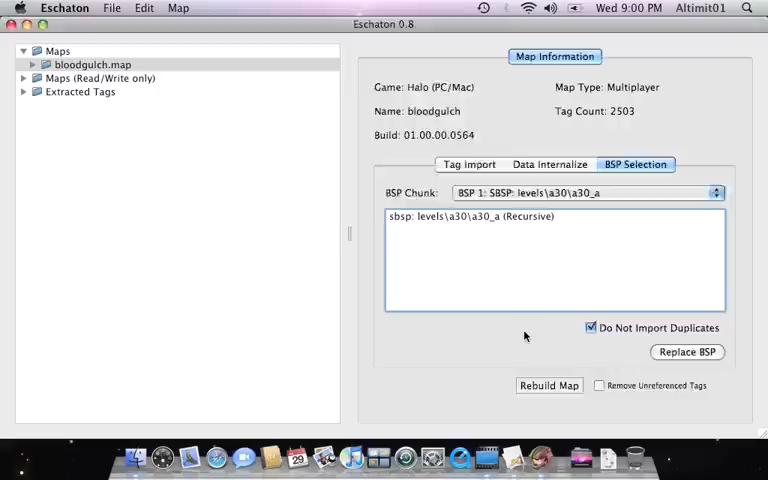 Eschaton File Edit Map Wed 9:00 PM Altimit01
Eschaton 0.8
Maps
bloodgulch.map
Maps (Read/Write only)
Extracted Tags
Map Information
Game: Halo (PC/Mac) Map Type: Multiplayer
Name: bloodgulch Tag Count: 2503
Build: 01.00.00.0564
Tag Import Data Internalize BSP Selection
BSP Chunk: BSP 1: SBSP: levels\a30\a30_a
sbsp: levels\a30\a30_a (Recursive)
Do Not Import Duplicates
Replace BSP
Rebuild Map Remove Unreferenced Tags
29